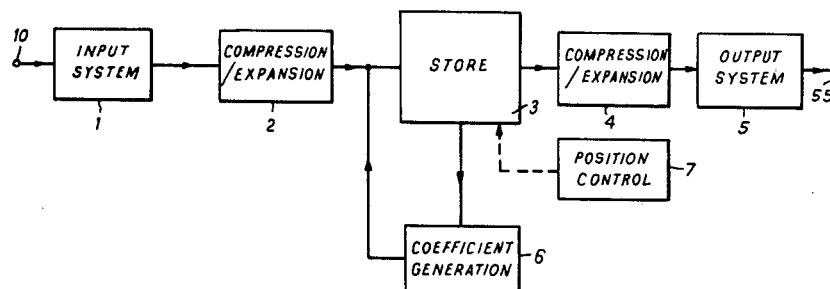 10
INPUT
SYSTEM
1
COMPRESSION
/EXPANSION
2
STORE
3
COMPRESSION
/EXPANSION
4
OUTPUT
SYSTEM
5
55
POSITION
CONTROL
7
COEFFICIENT
GENERATION
6